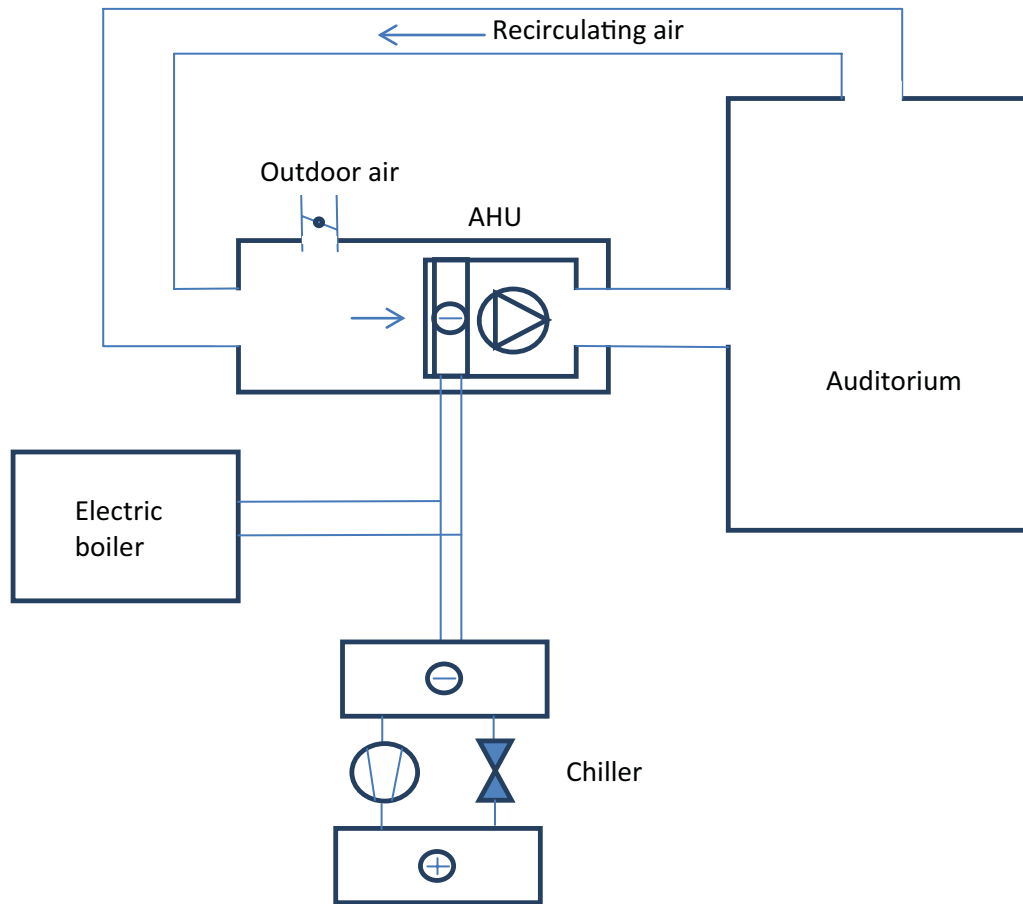 Recirculating air
Outdoor air
AHU
Auditorium
Electric
boiler
Chiller